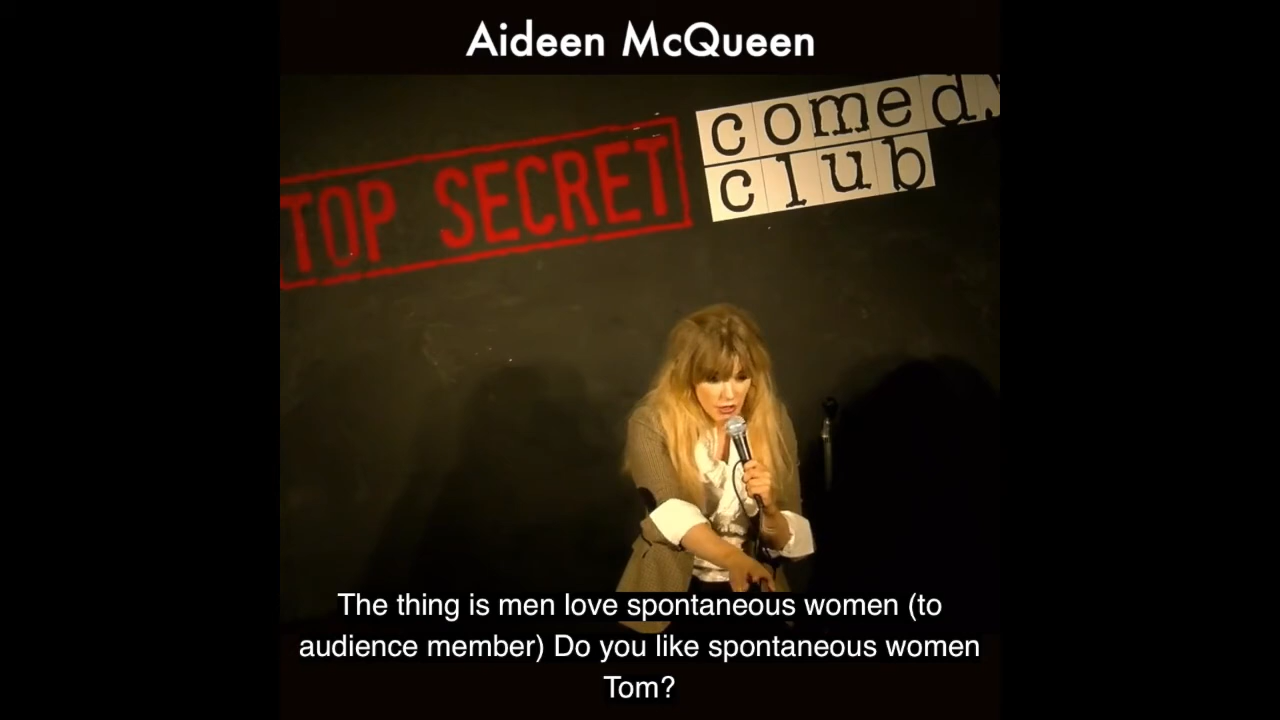 Aideen McQueen
TOP SECRET
comedy
club
The thing is men love spontaneous women (to
audience member) Do you like spontaneous women
Tom?